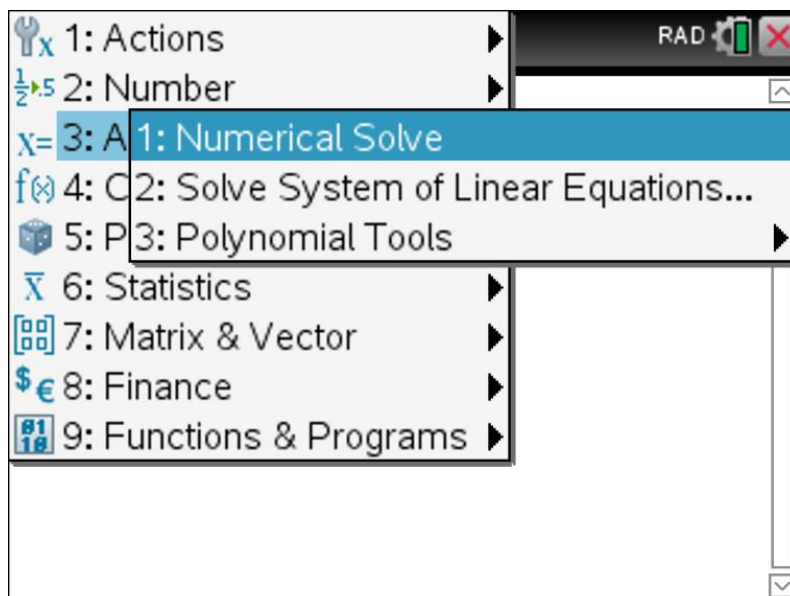 1: Actions
RAD
2: Number
3: A
1: Numerical Solve
4: C
2: Solve System of Linear Equations...
5: P
3: Polynomial Tools
6: Statistics
7: Matrix & Vector
8: Finance
9: Functions & Programs